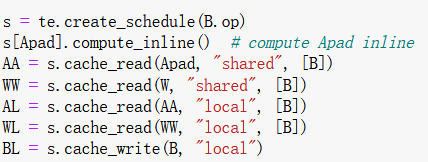 s = te.create_schedule(B.op)
s[Apad].compute_inline()  # compute Apad inline
AA = s.cache_read(Apad, "shared", [B])
WW = s.cache_read(W, "shared", [B])
AL = s.cache_read(AA, "local", [B])
WL = s.cache_read(WW, "local", [B])
BL = s.cache_write(B, "local")